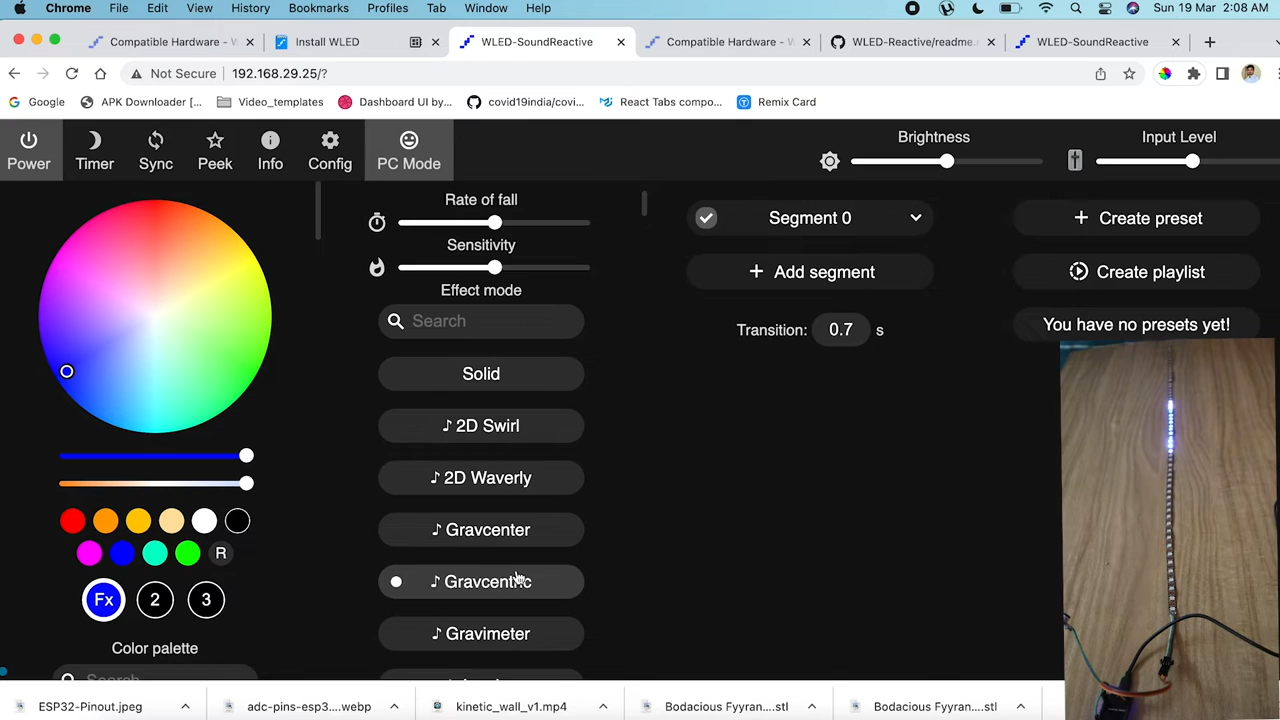 Chrome File Edit View History Bookmarks Profiles Tab Window Help Sun 19 Mar 2:08 AM
Compatible Hardware - W Install WLED WLED-SoundReactive Compatible Hardware - W WLED-Reactive/readme. WLED-SoundReactive
Not Secure 192.168.29.25/?
Google APK Downloader [... Video_templates Dashboard UI by... covid19india/covi... React Tabs compo... Remix Card
Power Timer Sync Peek Info Config PC Mode
Brightness
Input Level
R
Fx 2 3
Color palette
Search
Rate of fall
Sensitivity
Effect mode
Search
Solid
♪ 2D Swirl
♪ 2D Waverly
♪ Gravcenter
♪ Gravcentric
♪ Gravimeter
Segment 0
+ Add segment
Transition: 0.7 s
+ Create preset
Create playlist
You have no presets yet!
ESP32-Pinout.jpeg adc-pins-esp3....webp kinetic_wall_v1.mp4 Bodacious Fyyran....stl Bodacious Fyyran....stl